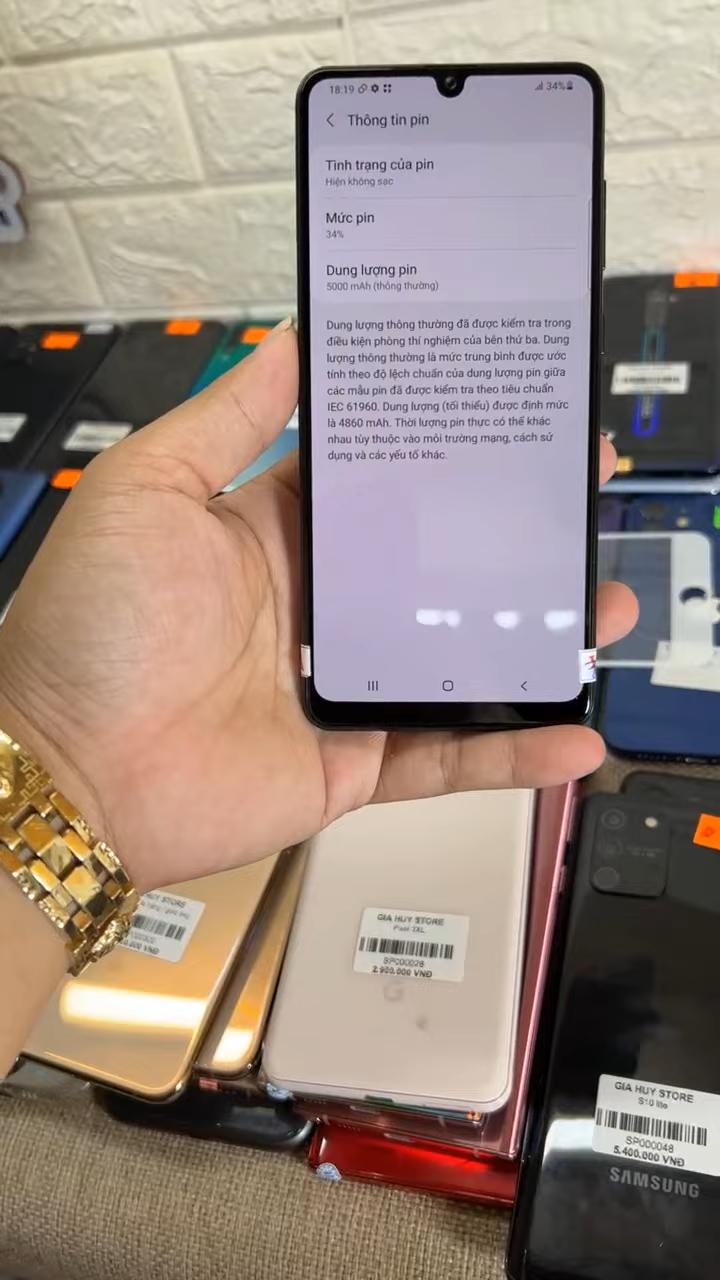 18:19
34%
Thông tin pin
Tình trạng của pin
Hiện không sạc
Mức pin
34%
Dung lượng pin
5000 mAh (thông thường)
Dung lượng thông thường đã được kiểm tra trong
điều kiện phòng thí nghiệm của bên thứ ba. Dung
lượng thông thường là mức trung bình được ước
tính theo độ lệch chuẩn của dung lượng pin giữa
các mẫu pin đã được kiểm tra theo tiêu chuẩn
IEC 61960. Dung lượng (tối thiểu) được định mức
là 4860 mAh. Thời lượng pin thực có thể khác
nhau tùy thuộc vào môi trường mạng, cách sử
dụng và các yếu tố khác.
STORE
VNĐ
GIA HUY STORE
Pixel 3XL
SP000028
2.900.000 VNĐ
G
GIA HUY STORE
S10 lite
SP000048
5.400.000 VNĐ
SAMSUNG